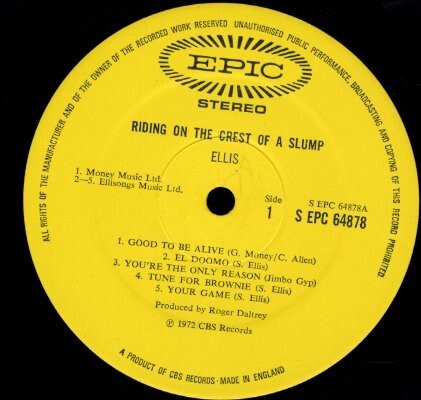 ALL RIGHTS OF THE MANUFACTURER AND OF THE OWNER OF THE RECORDED WORK RESERVED UNAUTHORISED PUBLIC PERFORMANCE, BROADCASTING AND COPYING OF THIS RECORD PROHIBITED
EPIC
STEREO
RIDING ON THE CREST OF A SLUMP
ELLIS
1. Money Music Ltd.
2—5. Ellisongs Music Ltd.
Side
1
S EPC 64878A
S EPC 64878
1. GOOD TO BE ALIVE (G. Money/C. Allen)
2. EL DOOMO (S. Ellis)
3. YOU'RE THE ONLY REASON (Jimbo Gyp)
4. TUNE FOR BROWNIE (S. Ellis)
5. YOUR GAME (S. Ellis)
Produced by Roger Daltrey
℗ 1972 CBS Records
A PRODUCT OF CBS RECORDS · MADE IN ENGLAND